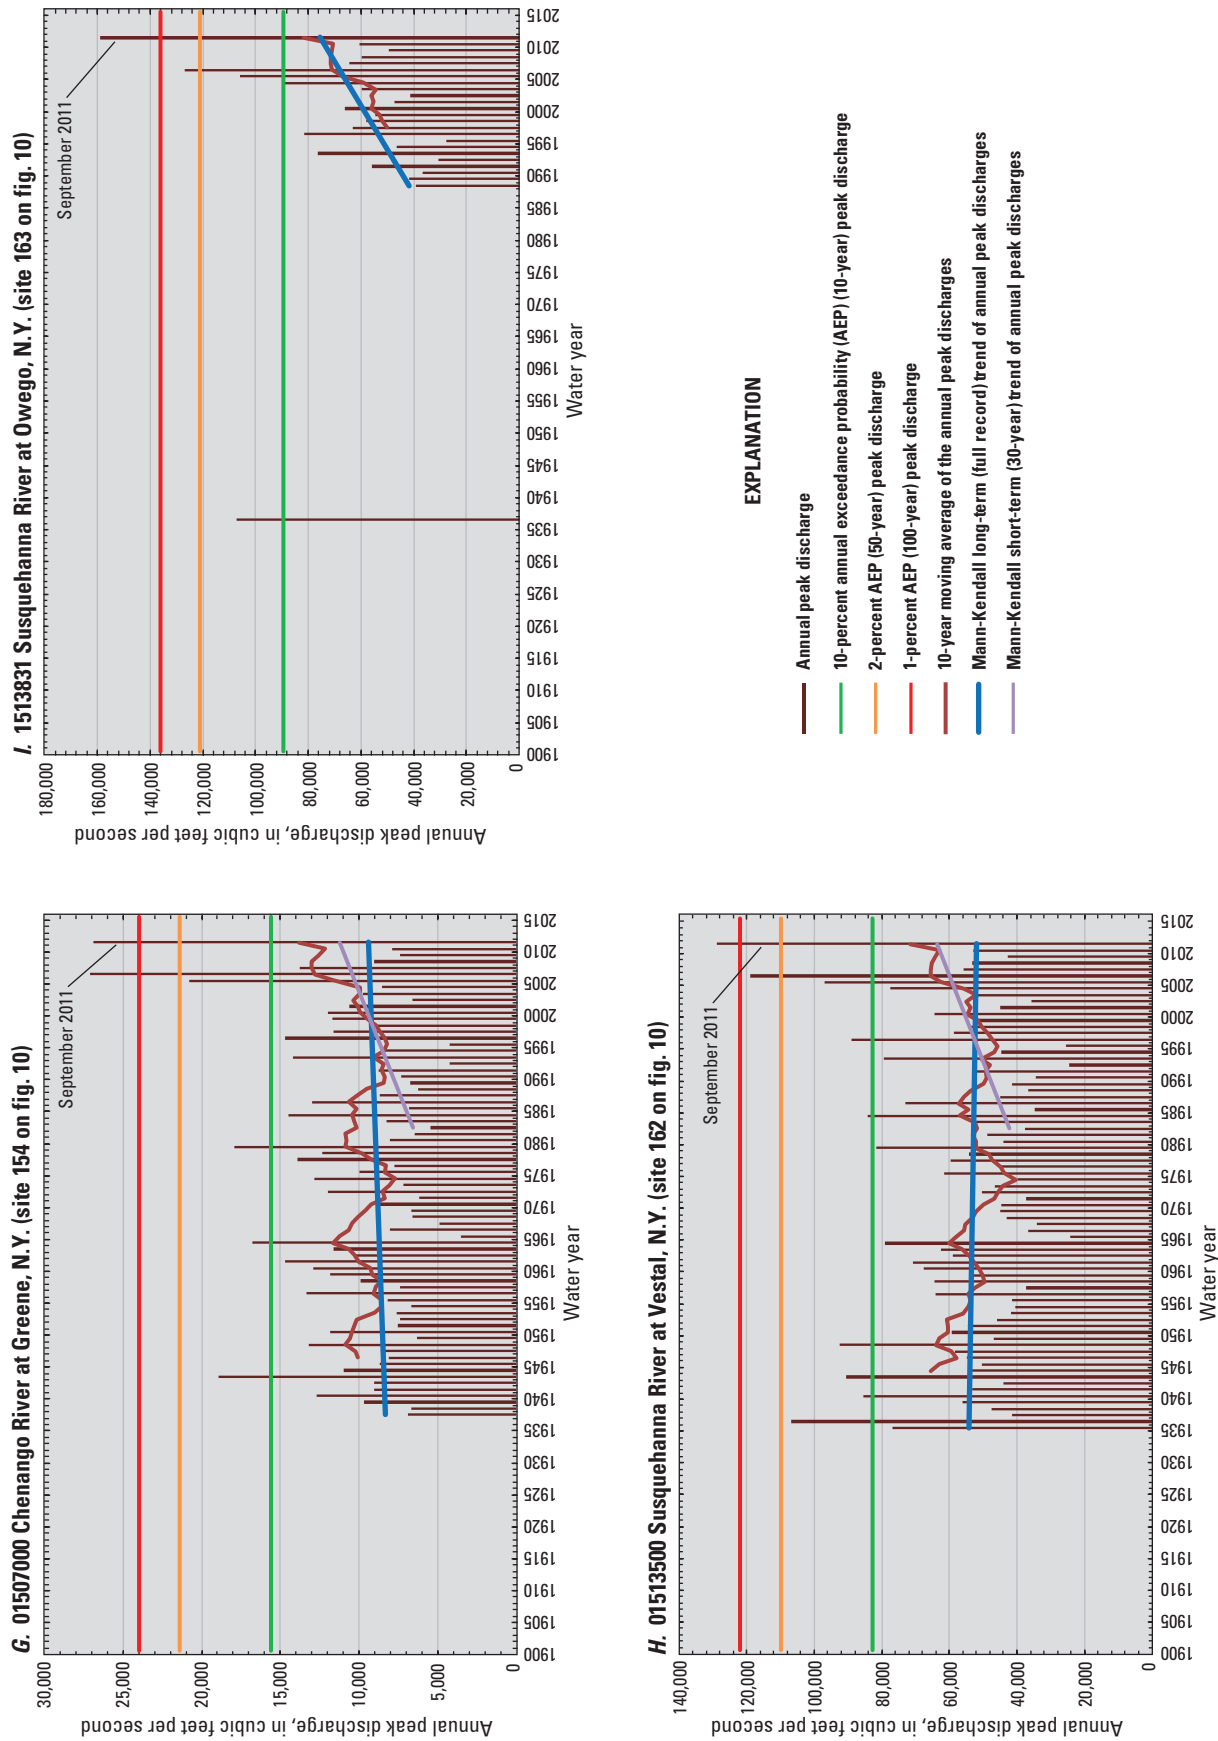 G. 01507000 Chenango River at Greene, N.Y. (site 154 on fig. 10)
Annual peak discharge, in cubic feet per second
30,000
25,000
20,000
15,000
10,000
5,000
0
September 2011
1900 1905 1910 1915 1920 1925 1930 1935 1940 1945 1950 1955 1960 1965 1970 1975 1980 1985 1990 1995 2000 2005 2010 2015
Water year
H. 01513500 Susquehanna River at Vestal, N.Y. (site 162 on fig. 10)
Annual peak discharge, in cubic feet per second
140,000
120,000
100,000
80,000
60,000
40,000
20,000
0
September 2011
1900 1905 1910 1915 1920 1925 1930 1935 1940 1945 1950 1955 1960 1965 1970 1975 1980 1985 1990 1995 2000 2005 2010 2015
Water year
I. 1513831 Susquehanna River at Owego, N.Y. (site 163 on fig. 10)
Annual peak discharge, in cubic feet per second
180,000
160,000
140,000
120,000
100,000
80,000
60,000
40,000
20,000
0
September 2011
1900 1905 1910 1915 1920 1925 1930 1935 1940 1945 1950 1955 1960 1965 1970 1975 1980 1985 1990 1995 2000 2005 2010 2015
Water year
EXPLANATION
Annual peak discharge
10-percent annual exceedance probability (AEP) (10-year) peak discharge
2-percent AEP (50-year) peak discharge
1-percent AEP (100-year) peak discharge
10-year moving average of the annual peak discharges
Mann-Kendall long-term (full record) trend of annual peak discharges
Mann-Kendall short-term (30-year) trend of annual peak discharges